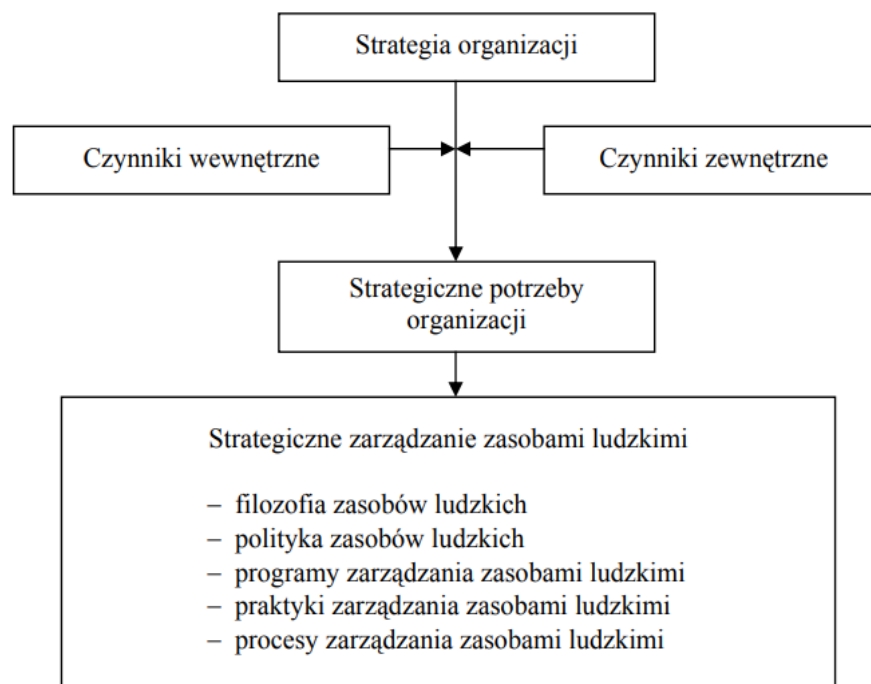 Strategia organizacji
Czynniki wewnętrzne
Czynniki zewnętrzne
Strategiczne potrzeby
organizacji
Strategiczne zarządzanie zasobami ludzkimi
– filozofia zasobów ludzkich
– polityka zasobów ludzkich
– programy zarządzania zasobami ludzkimi
– praktyki zarządzania zasobami ludzkimi
– procesy zarządzania zasobami ludzkimi